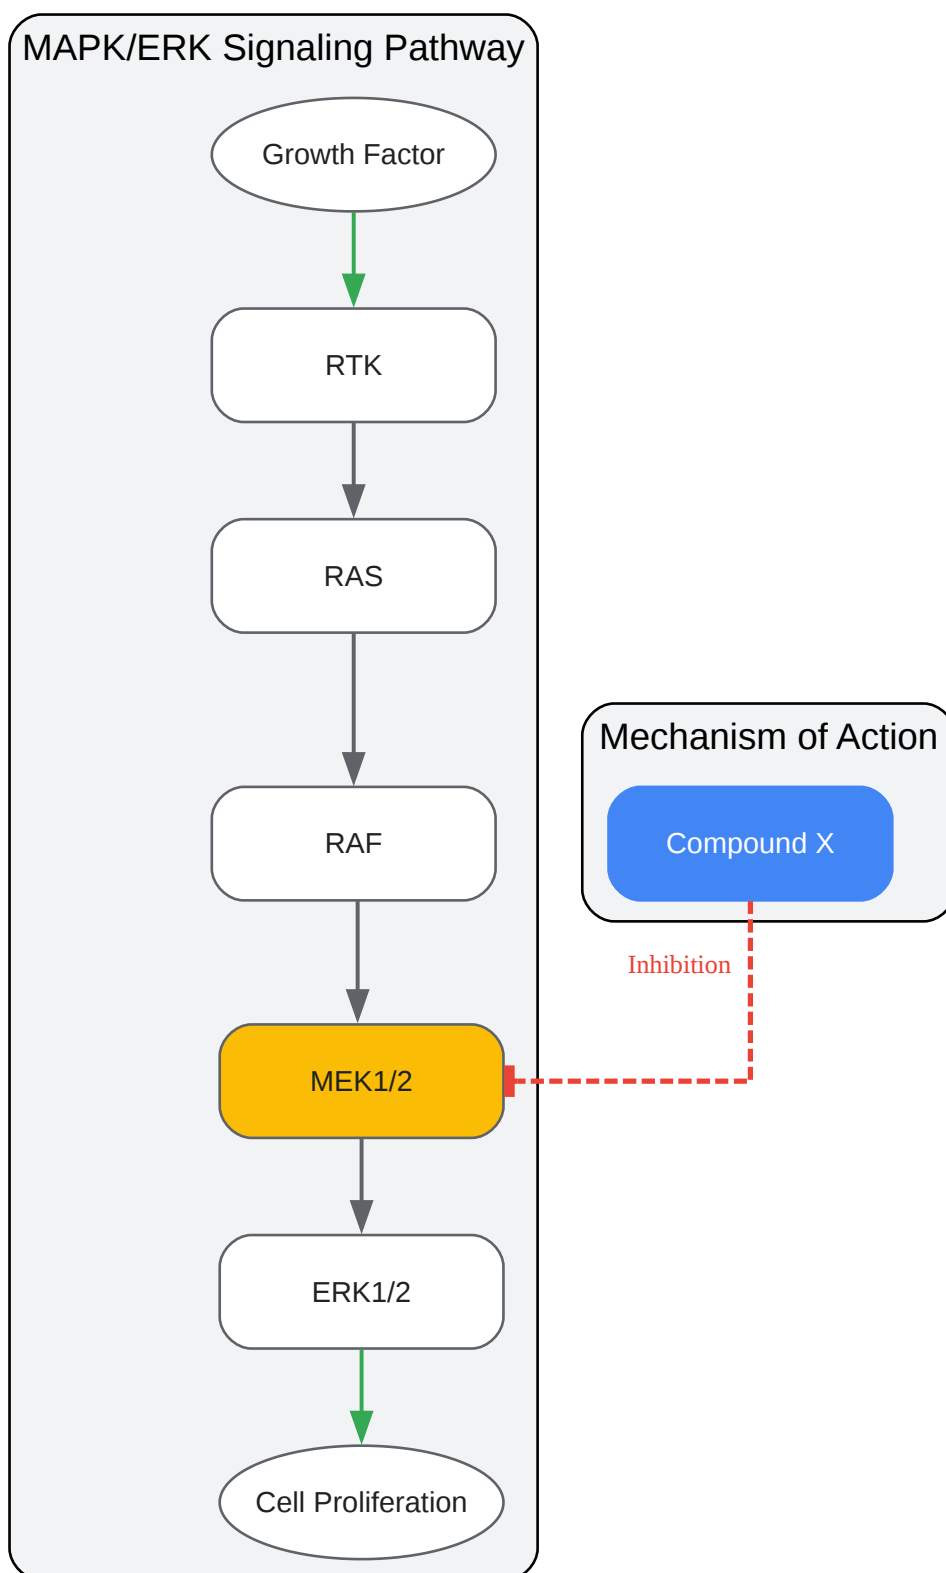 MAPK/ERK Signaling Pathway
Growth Factor
RTK
RAS
RAF
MEK1/2
ERK1/2
Cell Proliferation
Mechanism of Action
Compound X
Inhibition